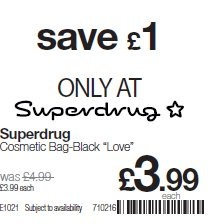 save £1
ONLY AT
Superdrug
Superdrug
Cosmetic Bag-Black “Love”
was £4.99
£3.99 each
£3.99
each
E1021 Subject to availability 710216